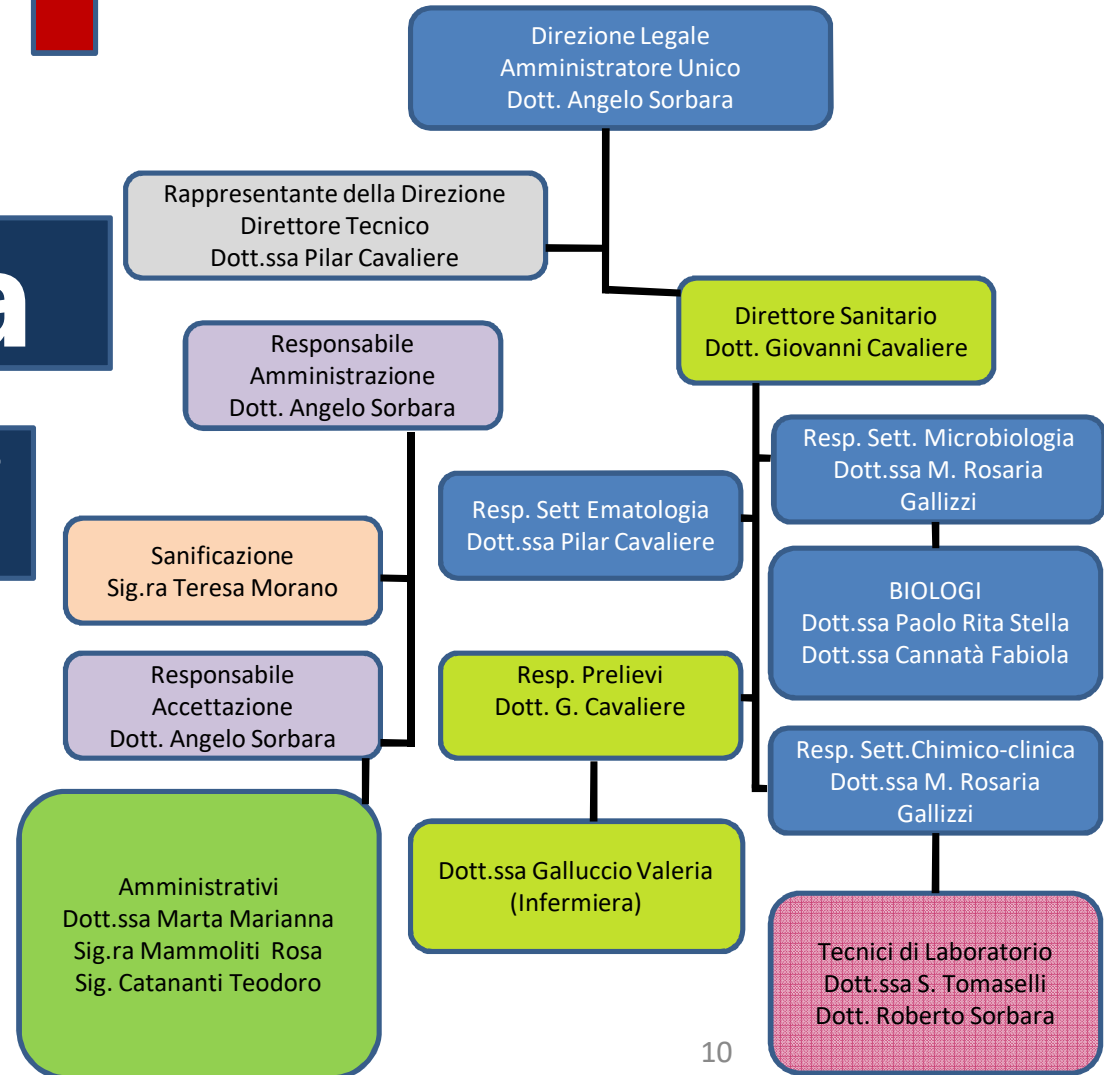 Direzione Legale
Amministratore Unico
Dott. Angelo Sorbara
Rappresentante della Direzione
Direttore Tecnico
Dott.ssa Pilar Cavaliere
a
Direttore Sanitario
Dott. Giovanni Cavaliere
Responsabile
Amministrazione
Dott. Angelo Sorbara
Resp. Sett. Microbiologia
Dott.ssa M. Rosaria
Gallizzi
Resp. Sett Ematologia
Dott.ssa Pilar Cavaliere
Sanificazione
Sig.ra Teresa Morano
BIOLOGI
Dott.ssa Paolo Rita Stella
Dott.ssa Cannatà Fabiola
Responsabile
Accettazione
Dott. Angelo Sorbara
Resp. Prelievi
Dott. G. Cavaliere
Resp. Sett.Chimico-clinica
Dott.ssa M. Rosaria
Gallizzi
Amministrativi
Dott.ssa Marta Marianna
Sig.ra Mammoliti Rosa
Sig. Catananti Teodoro
Dott.ssa Galluccio Valeria
(Infermiera)
Tecnici di Laboratorio
Dott.ssa S. Tomaselli
Dott. Roberto Sorbara
10